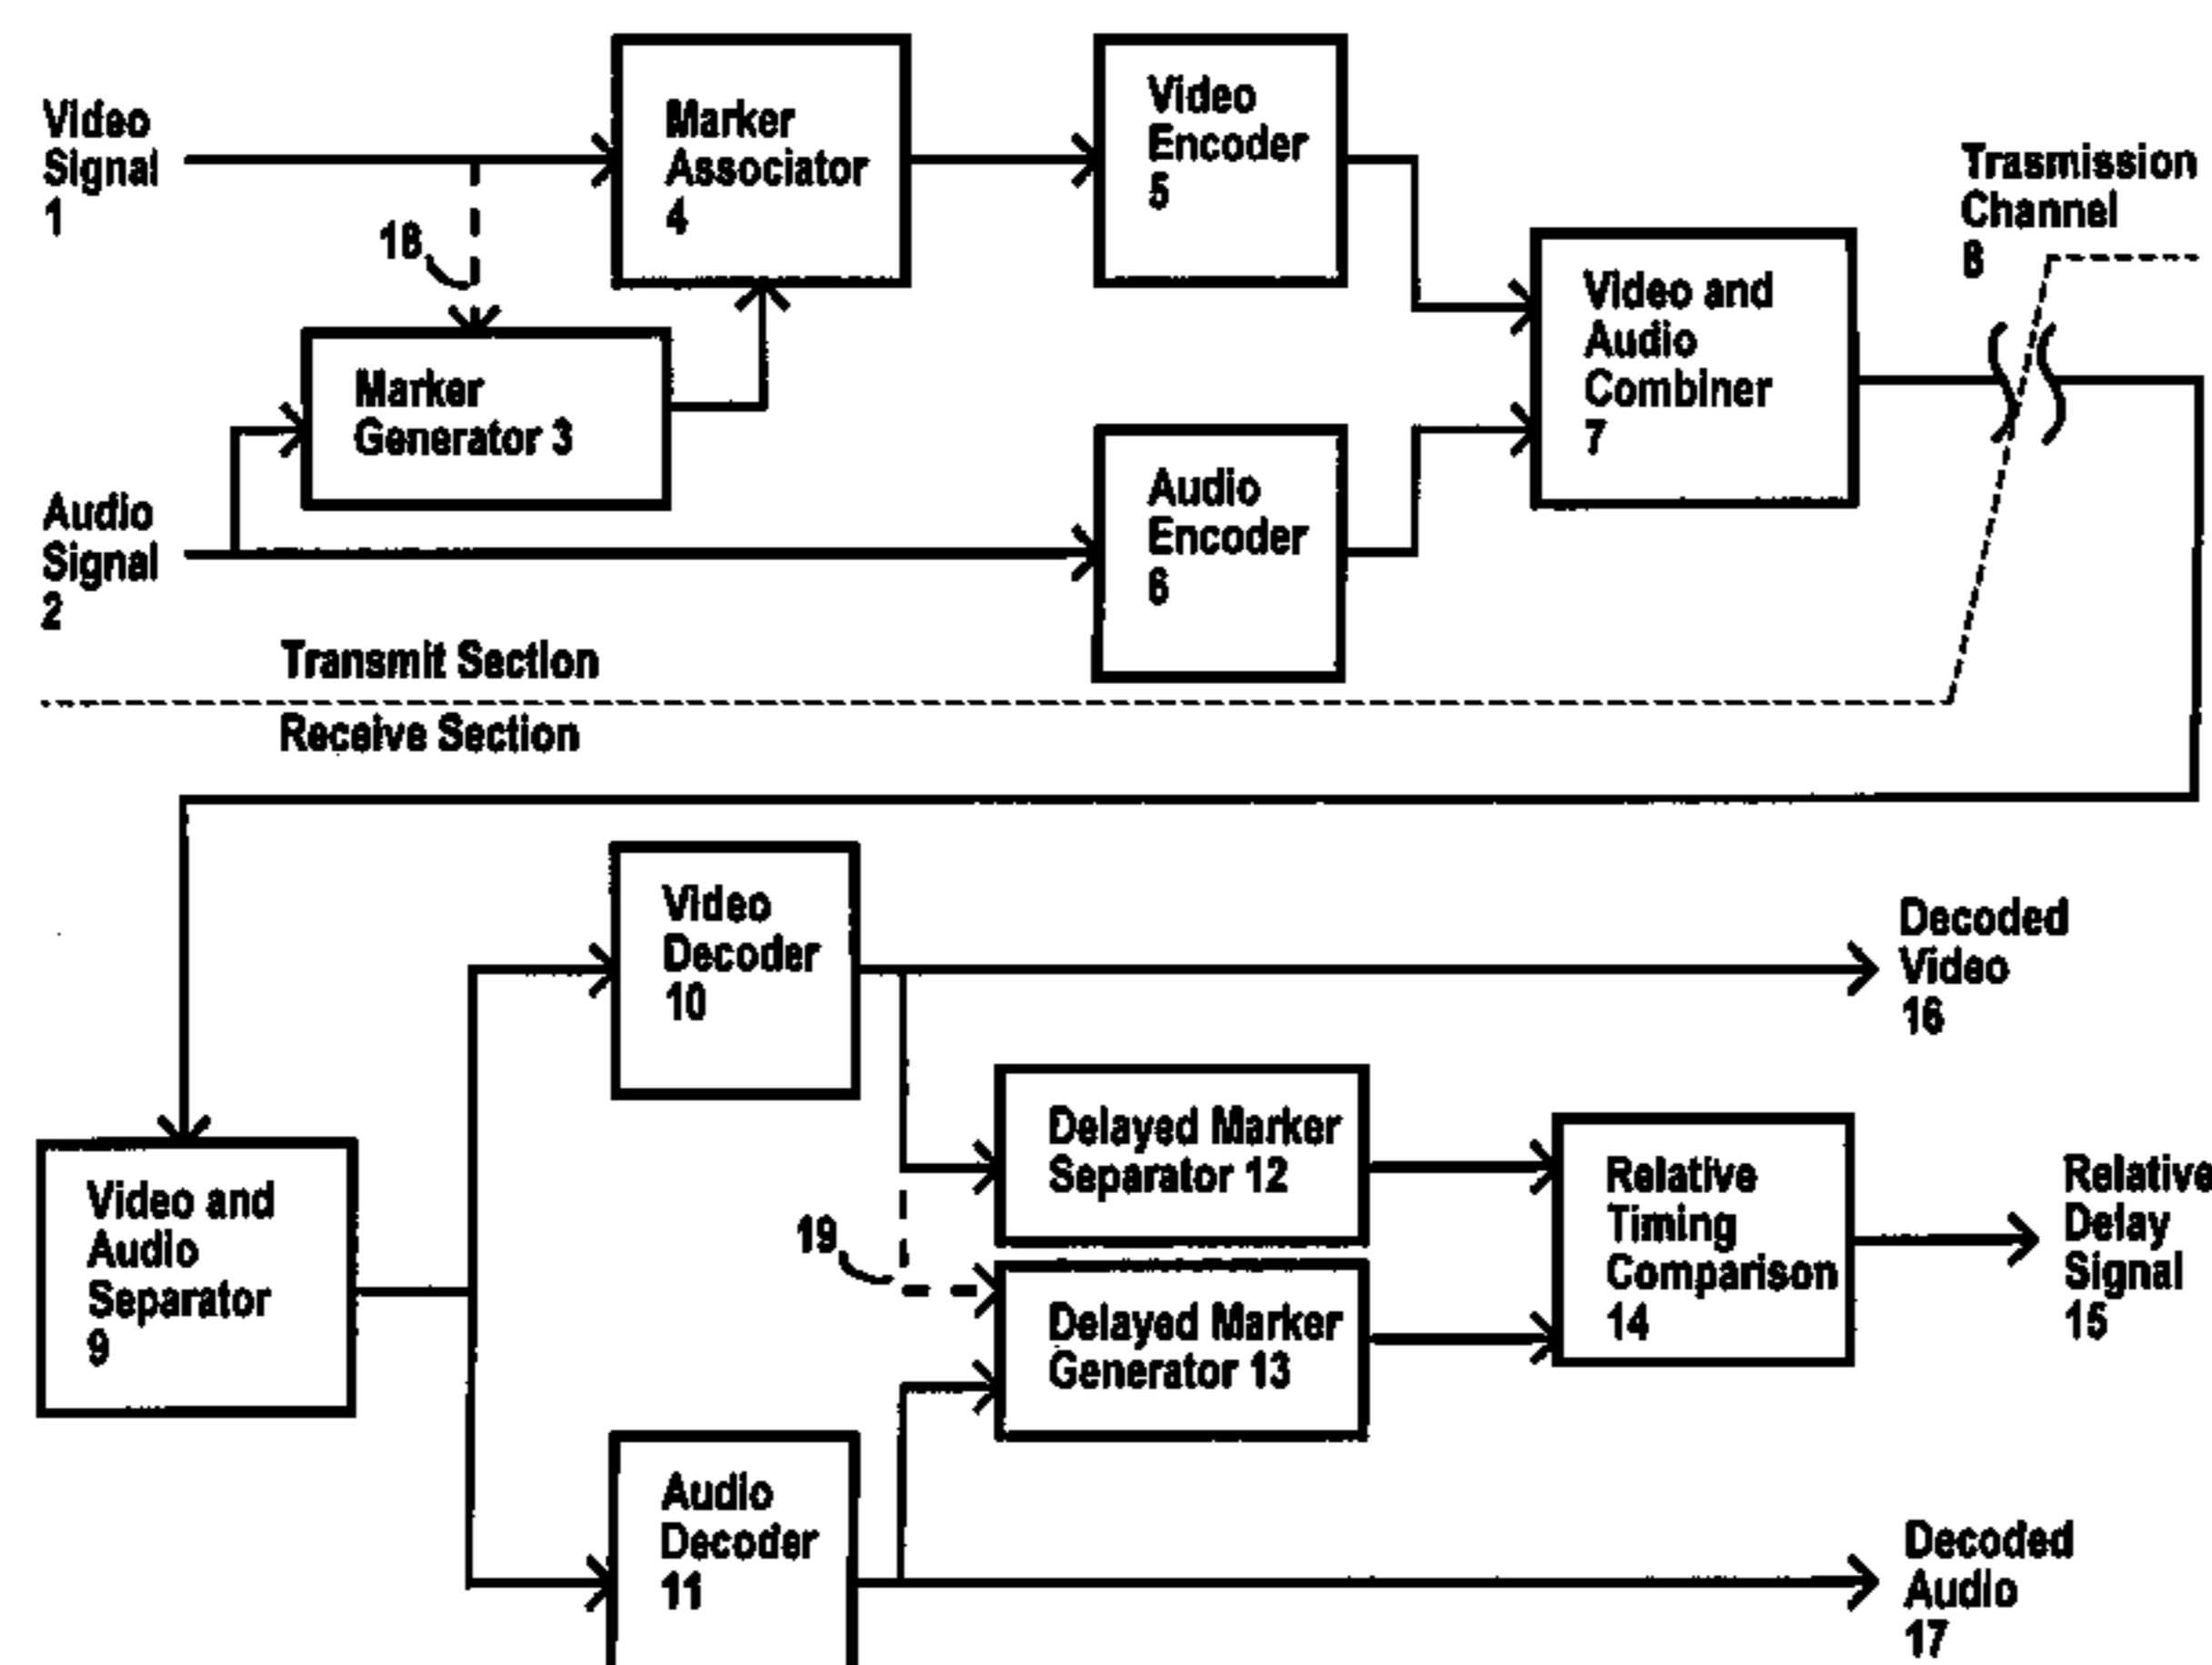 Video
Signal
1
Marker
Associator
4
Video
Encoder
5
Trasmission
Channel
8
18
Video and
Audio
Combiner
7
Marker
Generator 3
Audio
Signal
2
Audio
Encoder
6
Transmit Section
Receive Section
Video
Decoder
10
Decoded
Video
16
Delayed Marker
Separator 12
Relative
Timing
Comparison
14
Relative
Delay
Signal
15
Video and
Audio
Separator
9
19
Delayed Marker
Generator 13
Audio
Decoder
11
Decoded
Audio
17